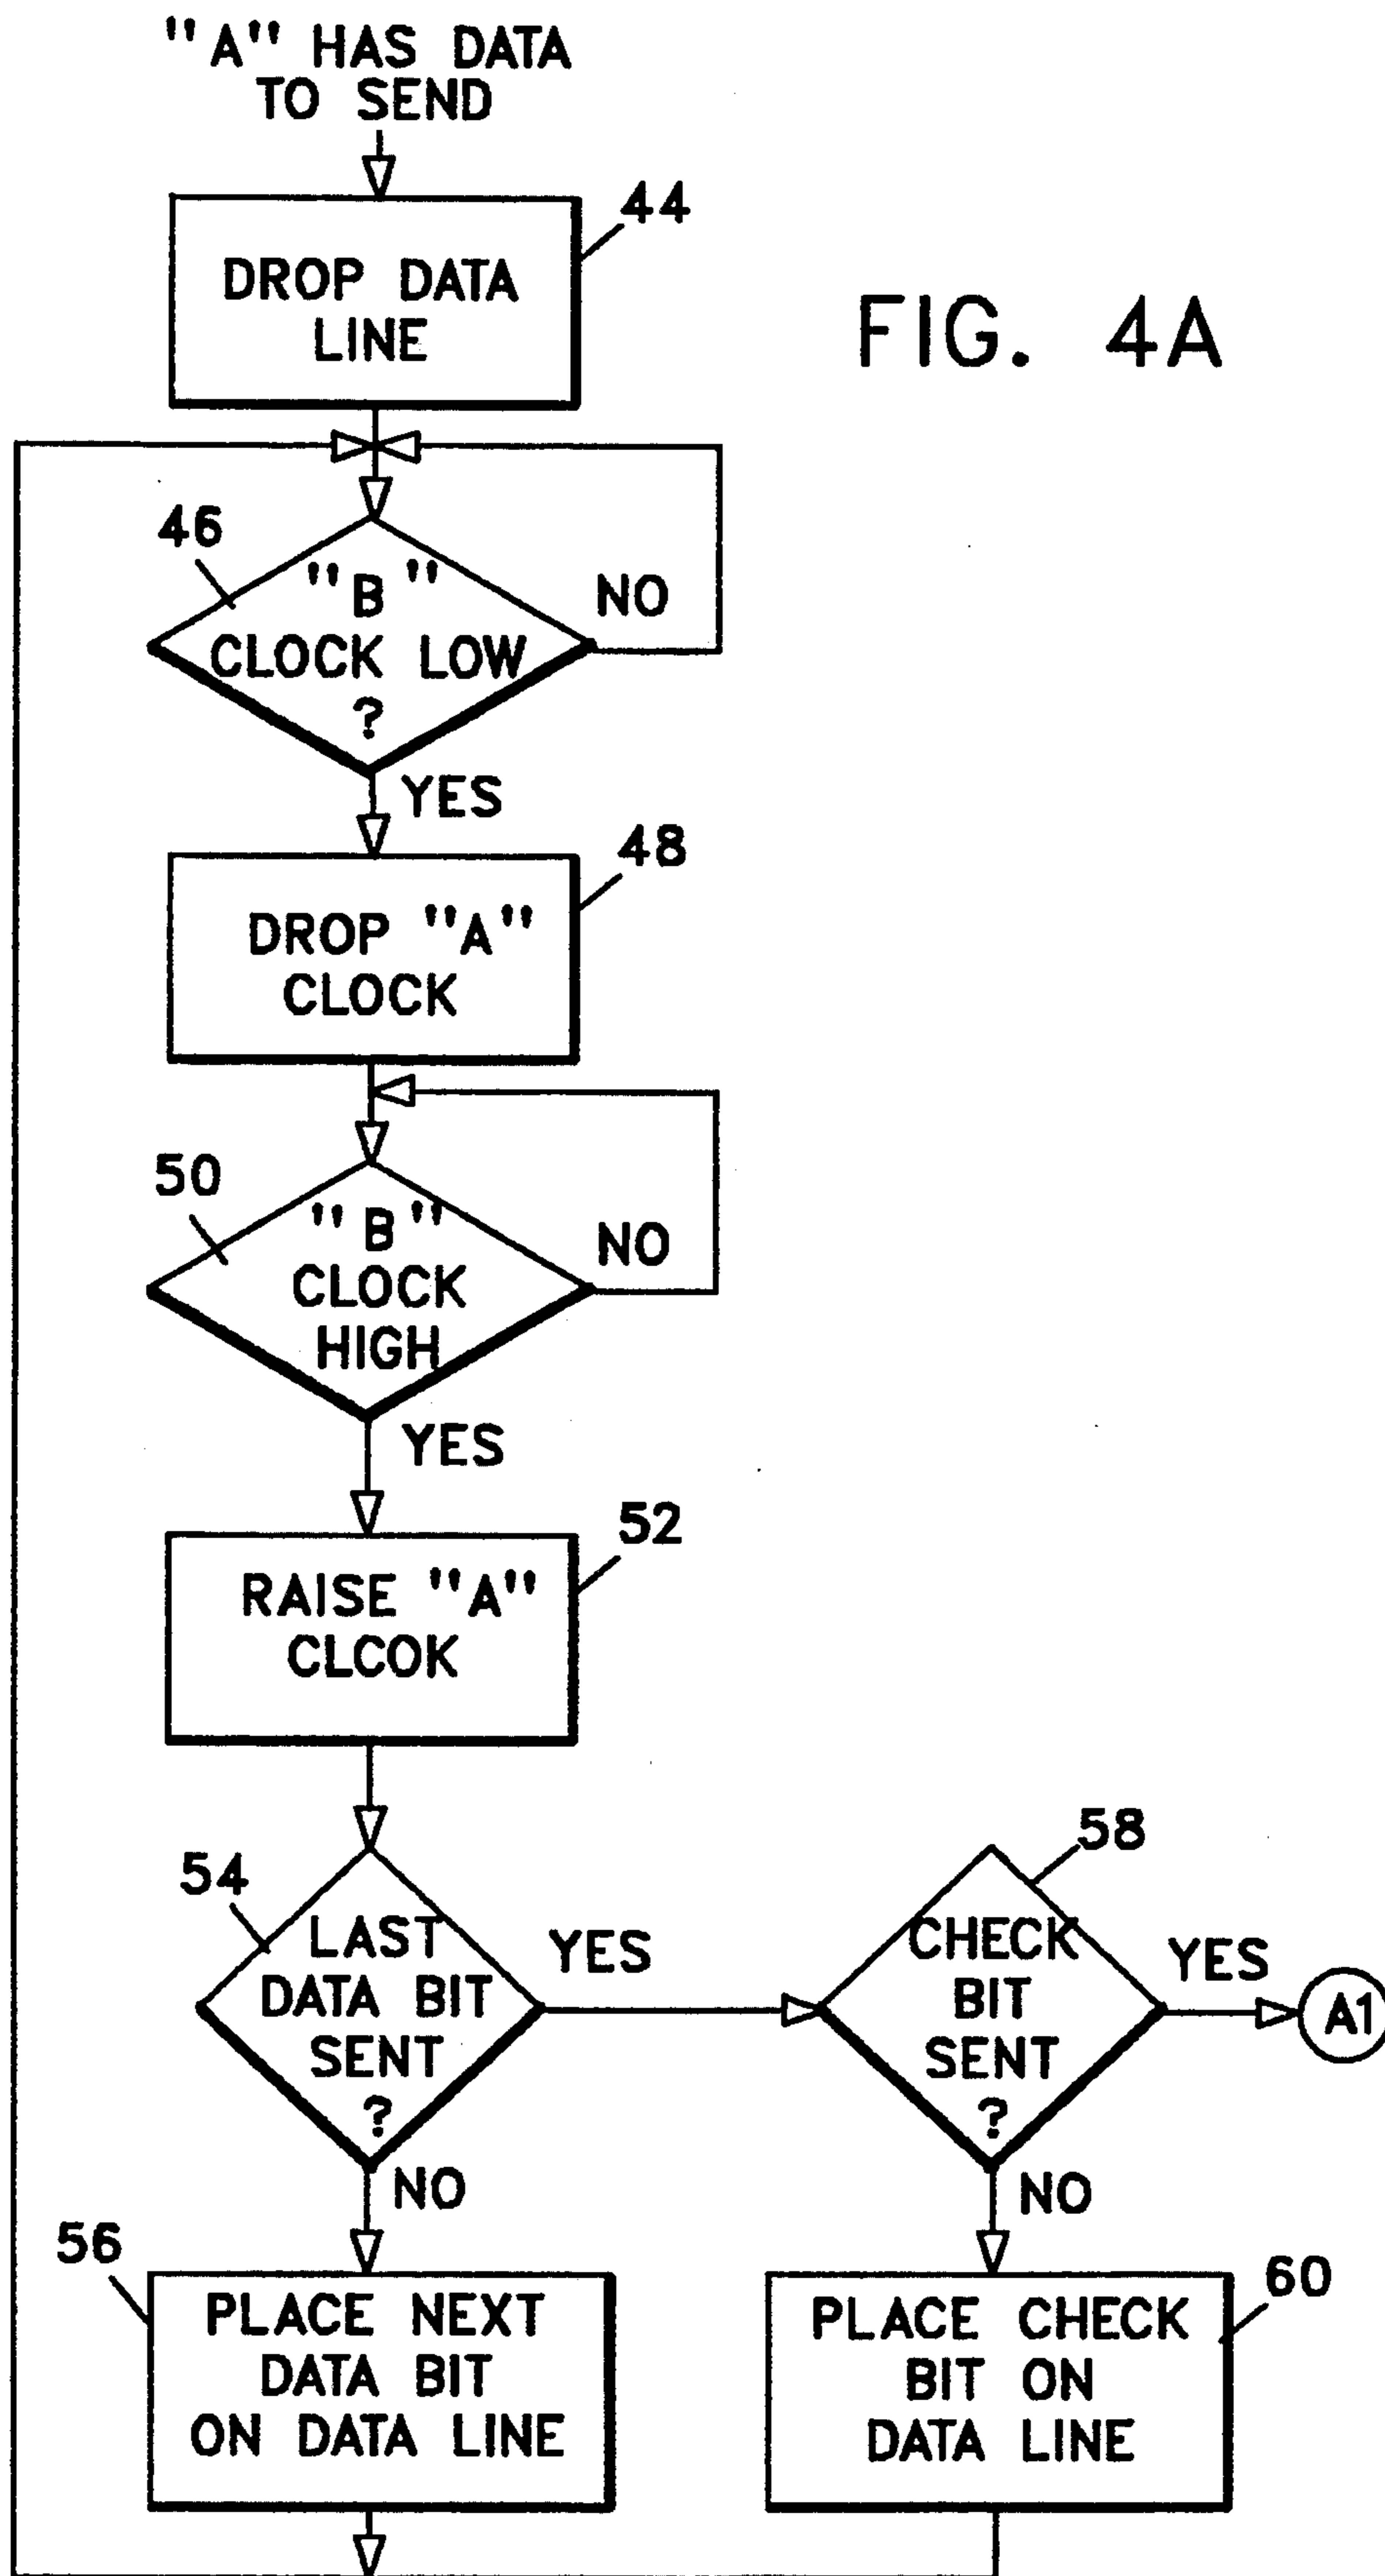 "A" HAS DATA
TO SEND
44
DROP DATA
LINE
FIG. 4A
46
"B"
CLOCK LOW
?
NO
YES
48
DROP "A"
CLOCK
50
"B"
CLOCK
HIGH
NO
YES
52
RAISE "A"
CLCOK
54
LAST
DATA BIT
SENT
?
YES
58
CHECK
BIT
SENT
?
YES
A1
NO
NO
56
PLACE NEXT
DATA BIT
ON DATA LINE
60
PLACE CHECK
BIT ON
DATA LINE